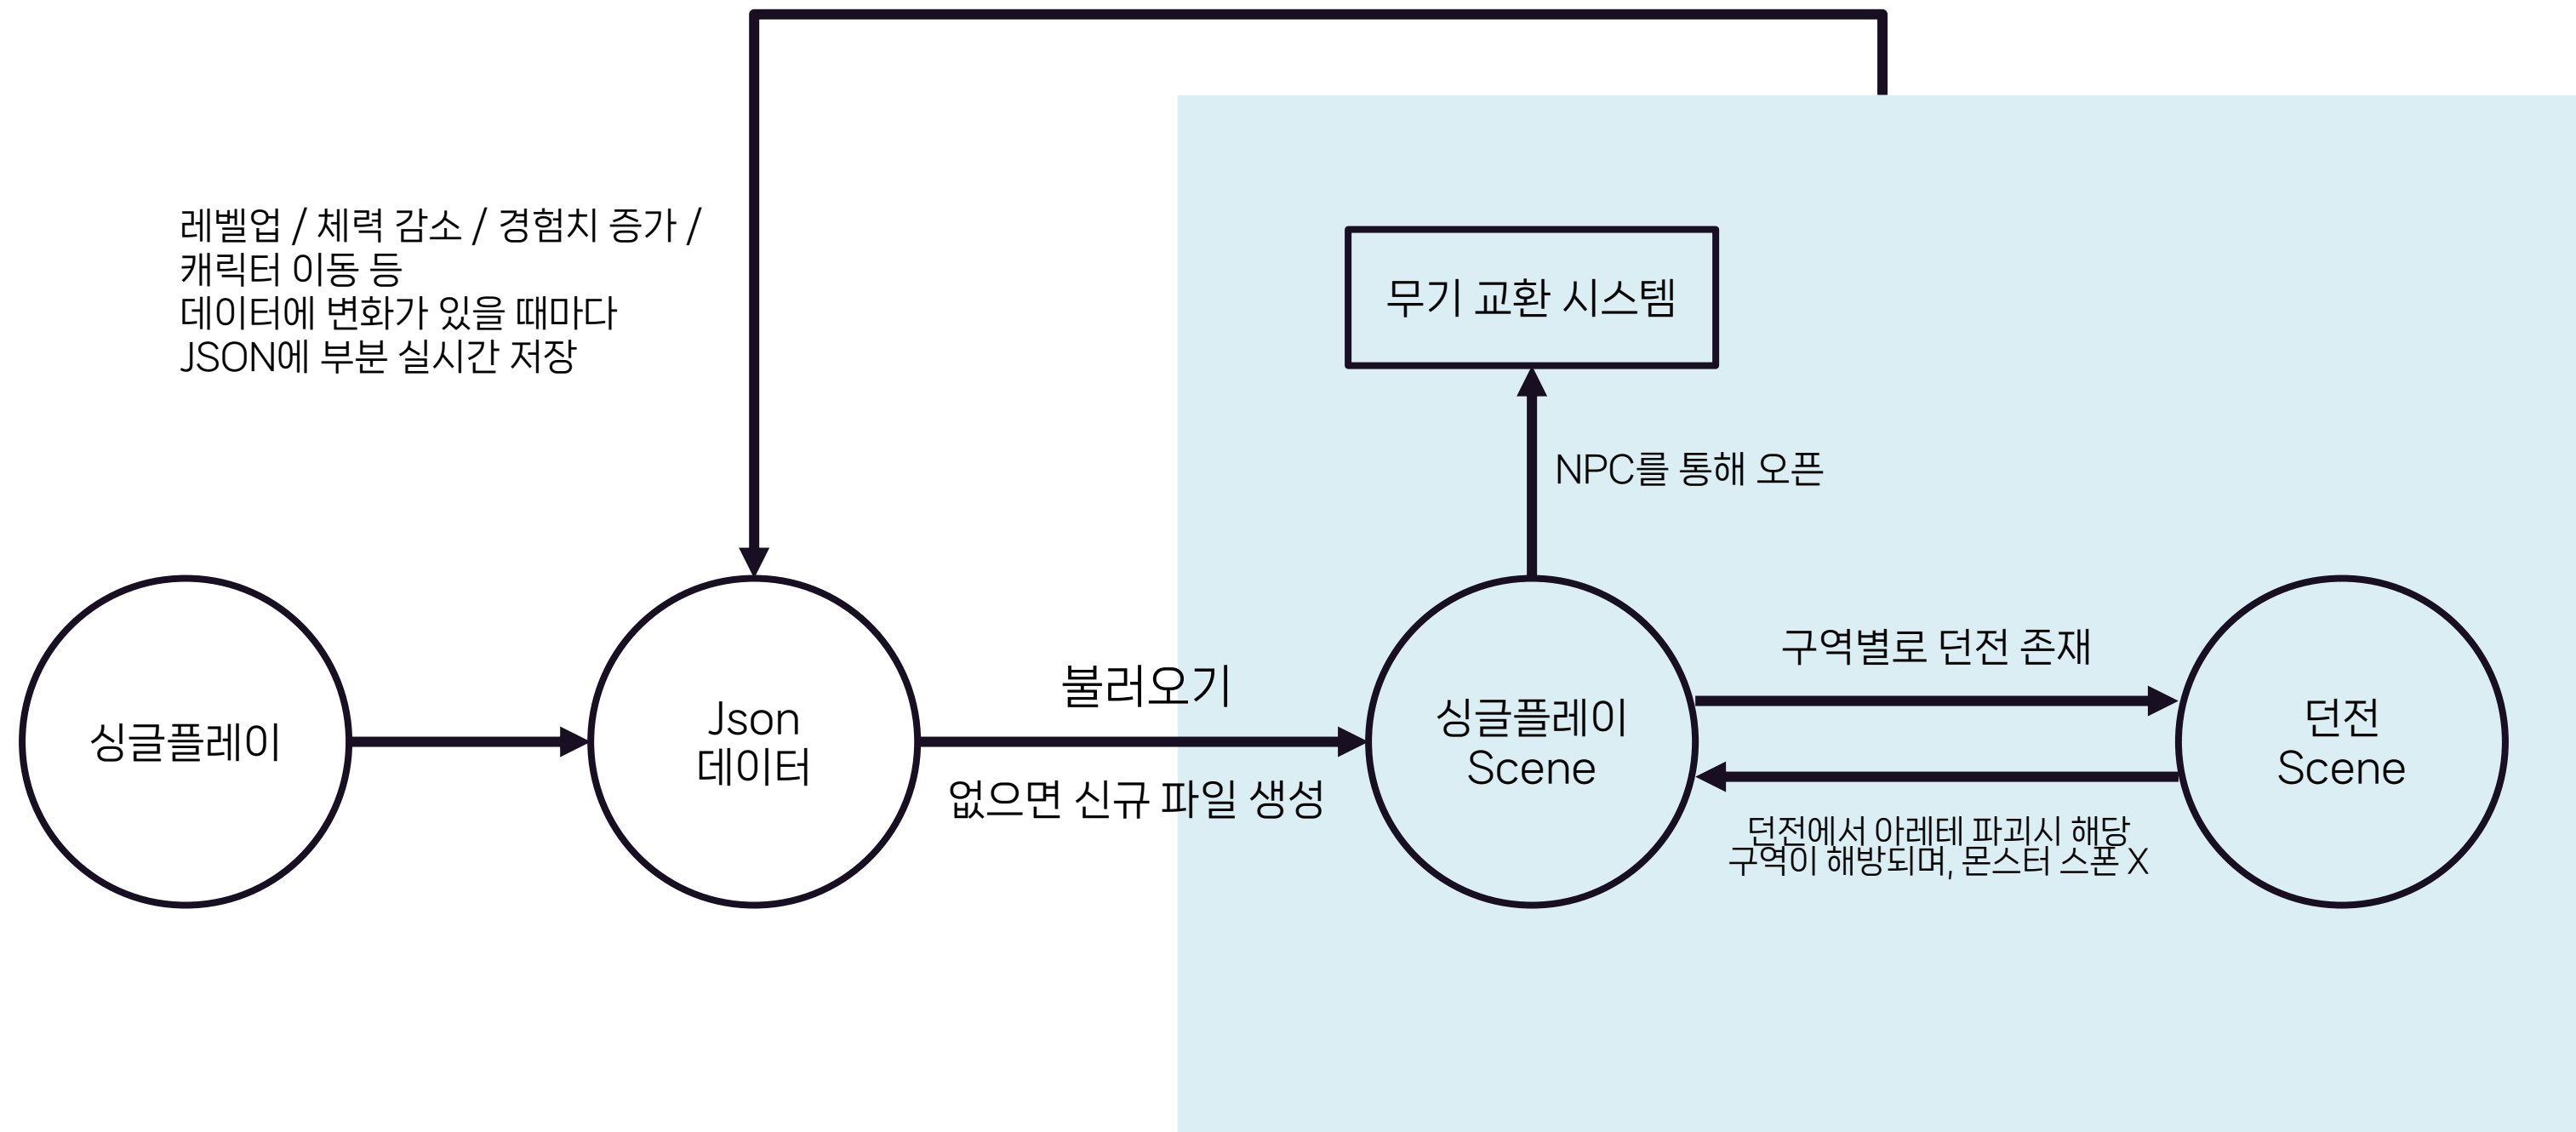 레벨업 / 체력 감소 / 경험치 증가 /
캐릭터 이동 등
데이터에 변화가 있을 때마다
JSON에 부분 실시간 저장
무기 교환 시스템
NPC를 통해 오픈
싱글플레이
Json
데이터
불러오기
없으면 신규 파일 생성
싱글플레이
Scene
구역별로 던전 존재
던전에서 아레테 파괴시 해당
구역이 해방되며, 몬스터 스폰 X
던전
Scene